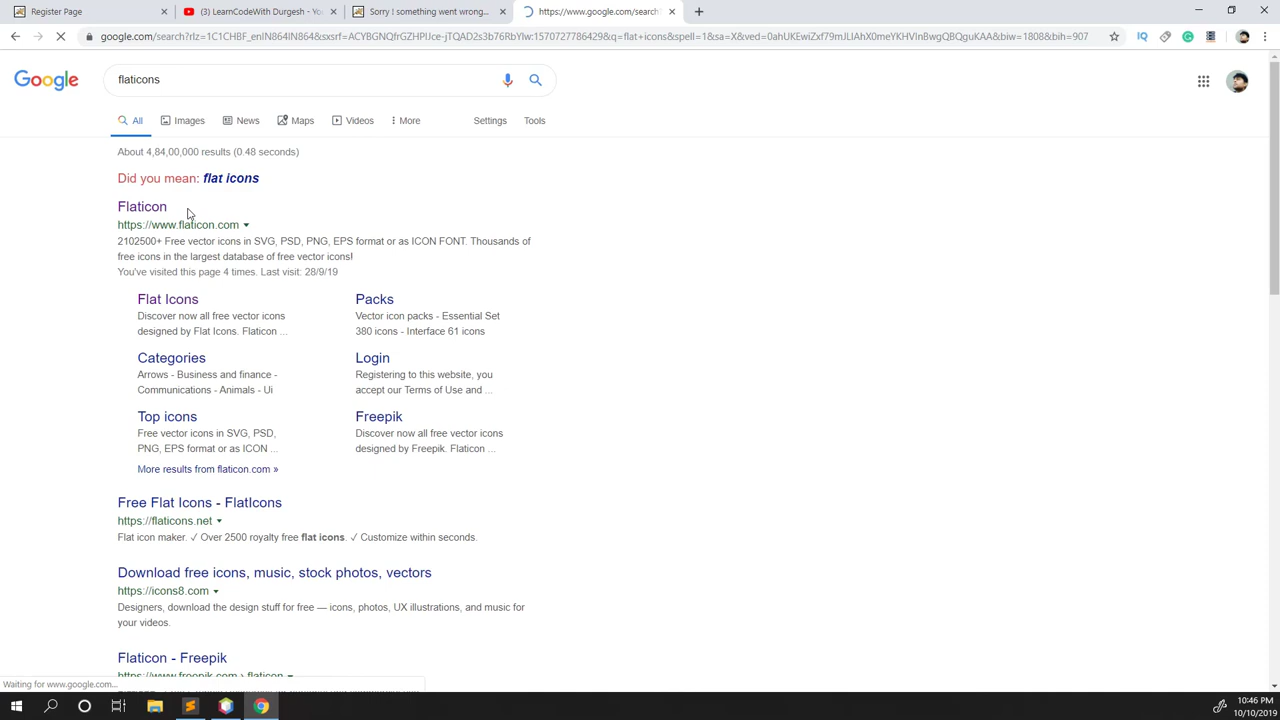 Register Page
(3) LearnCodeWith Durgesh - Yo
Sorry ! something went wrong...
https://www.google.com/search?
google.com/search?rlz=1C1CHBF_enIN864IN864&sxsrf=ACYBGNQfrGZHPlJce-jTQAD2s3b76RbYlw:1570727786429&q=flat+icons&spell=1&sa=X&ved=0ahUKEwiZxf79mJLlAhX0meYKHVlnBwgQBQguKAA&biw=1808&bih=907
Google
flaticons
All Images News Maps Videos More Settings Tools
About 4,84,00,000 results (0.48 seconds)
Did you mean: flat icons
Flaticon
https://www.flaticon.com
2102500+ Free vector icons in SVG, PSD, PNG, EPS format or as ICON FONT. Thousands of
free icons in the largest database of free vector icons!
You've visited this page 4 times. Last visit: 28/9/19
Flat Icons
Discover now all free vector icons
designed by Flat Icons. Flaticon ...
Packs
Vector icon packs - Essential Set
380 icons - Interface 61 icons
Categories
Arrows - Business and finance -
Communications - Animals - Ui
Login
Registering to this website, you
accept our Terms of Use and ...
Top icons
Free vector icons in SVG, PSD,
PNG, EPS format or as ICON ...
Freepik
Discover now all free vector icons
designed by Freepik. Flaticon ...
More results from flaticon.com »
Free Flat Icons - FlatIcons
https://flaticons.net
Flat icon maker. ✓ Over 2500 royalty free flat icons. ✓ Customize within seconds.
Download free icons, music, stock photos, vectors
https://icons8.com
Designers, download the design stuff for free — icons, photos, UX illustrations, and music for
your videos.
Flaticon - Freepik
https://www.freepik.com › flaticon
Waiting for www.google.com...
10:46 PM
10/10/2019